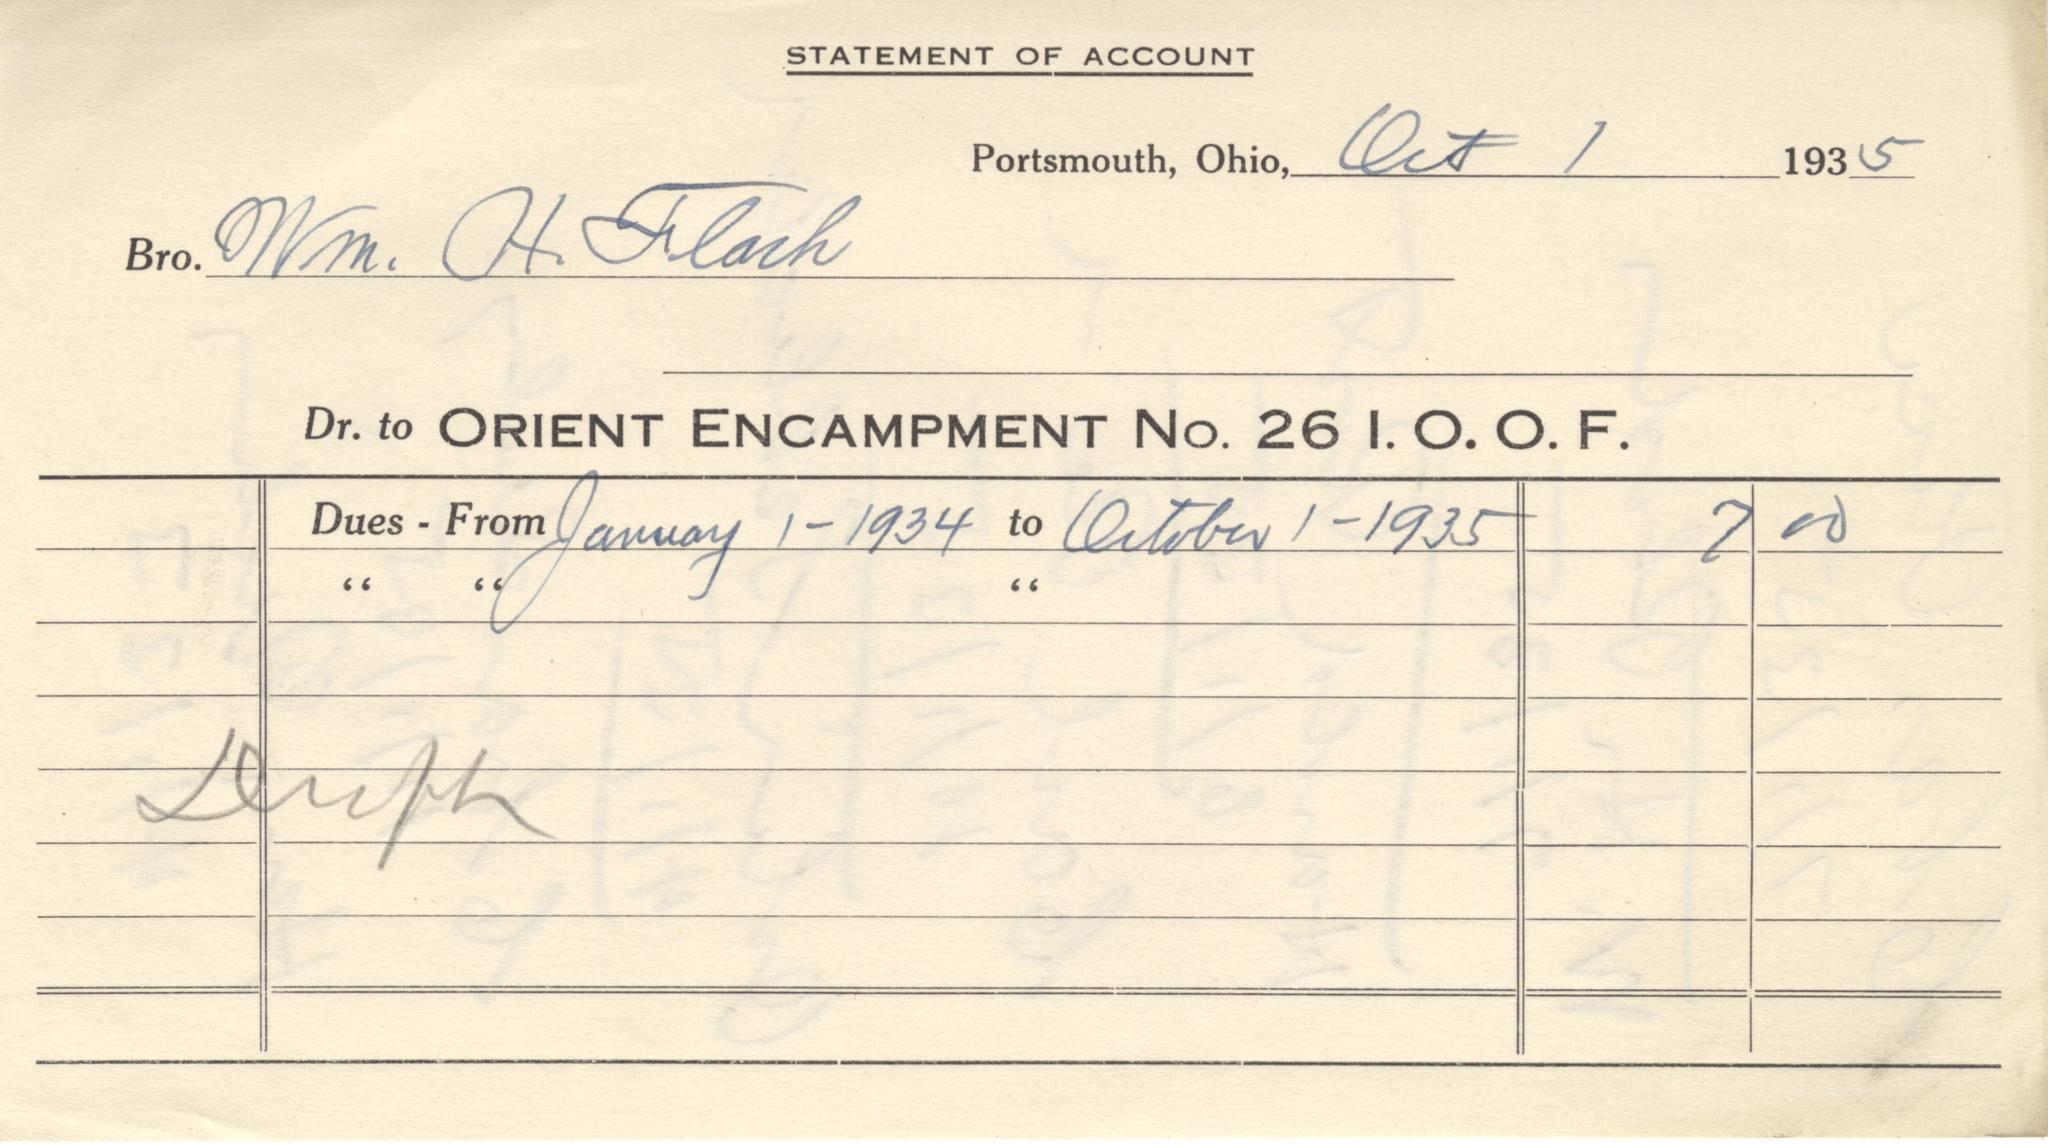 STATEMENT OF ACCOUNT
Portsmouth, Ohio, Oct 1 1935
Bro. Wm. H. Flach
Dr. to ORIENT ENCAMPMENT No. 26 I. O. O. F.
Dues - From January 1 - 1934 to October 1 - 1935 7 00
“ “ “